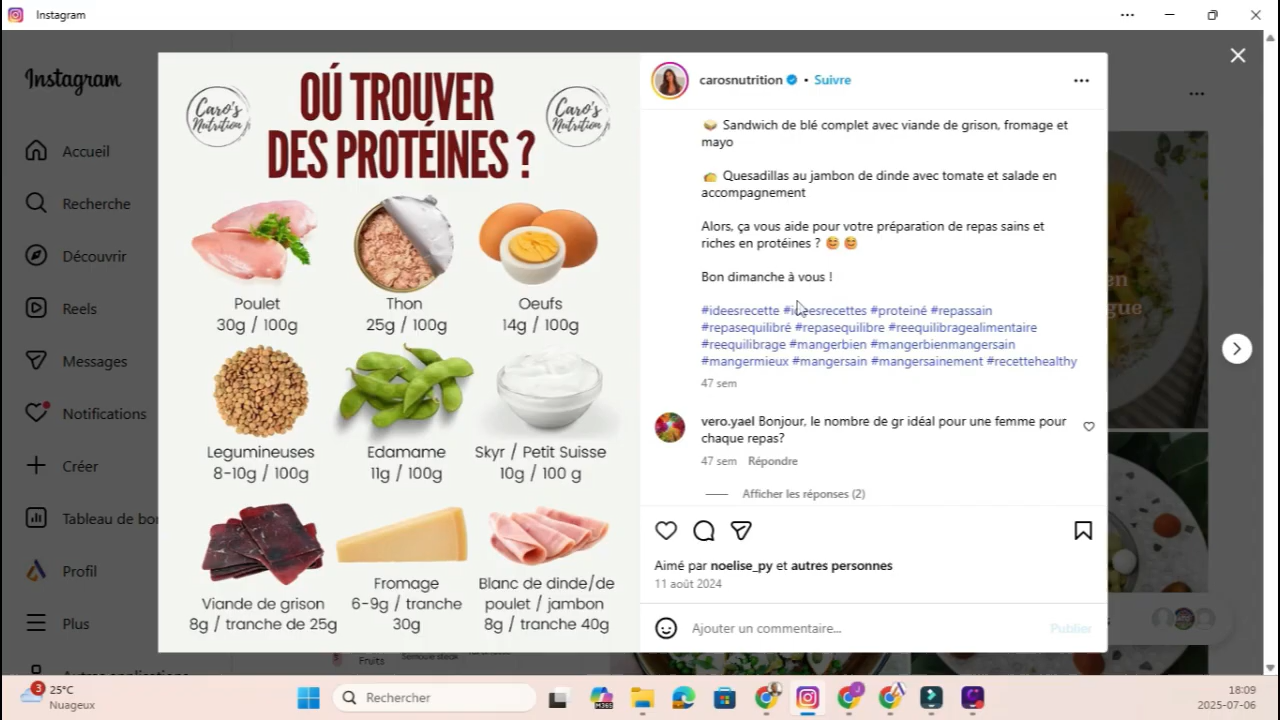 Instagram
Instagram
Accueil
Recherche
Découvrir
Reels
Messages
Notifications
Créer
Tableau de bor
Profil
Plus
Caro's
Nutrition
OÚ TROUVER
DES PROTÉINES ?
Caro's
Nutrition
Poulet
30g / 100g
Thon
25g / 100g
Oeufs
14g / 100g
Legumineuses
8-10g / 100g
Edamame
11g / 100g
Skyr / Petit Suisse
10g / 100 g
Viande de grison
8g / tranche de 25g
Fromage
6-9g / tranche
30g
Blanc de dinde/de
poulet / jambon
8g / tranche 40g
carosnutrition • Suivre
🥪 Sandwich de blé complet avec viande de grison, fromage et
mayo
🌮 Quesadillas au jambon de dinde avec tomate et salade en
accompagnement
Alors, ça vous aide pour votre préparation de repas sains et
riches en protéines ? 😋 😋
Bon dimanche à vous !
#ideesrecette #ideesrecettes #proteiné #repassain
#repasequilibré #repasequilibre #reequilibragealimentaire
#reequilibrage #mangerbien #mangerbienmangersain
#mangermieux #mangersain #mangersainement #recettehealthy
47 sem
vero.yael Bonjour, le nombre de gr idéal pour une femme pour
chaque repas?
47 sem Répondre
Afficher les réponses (2)
Aimé par noelise_py et autres personnes
11 août 2024
Ajouter un commentaire...
Publier
en
gue
Fruits
3
25°C
Nuageux
Rechercher
M365
18:09
2025-07-06